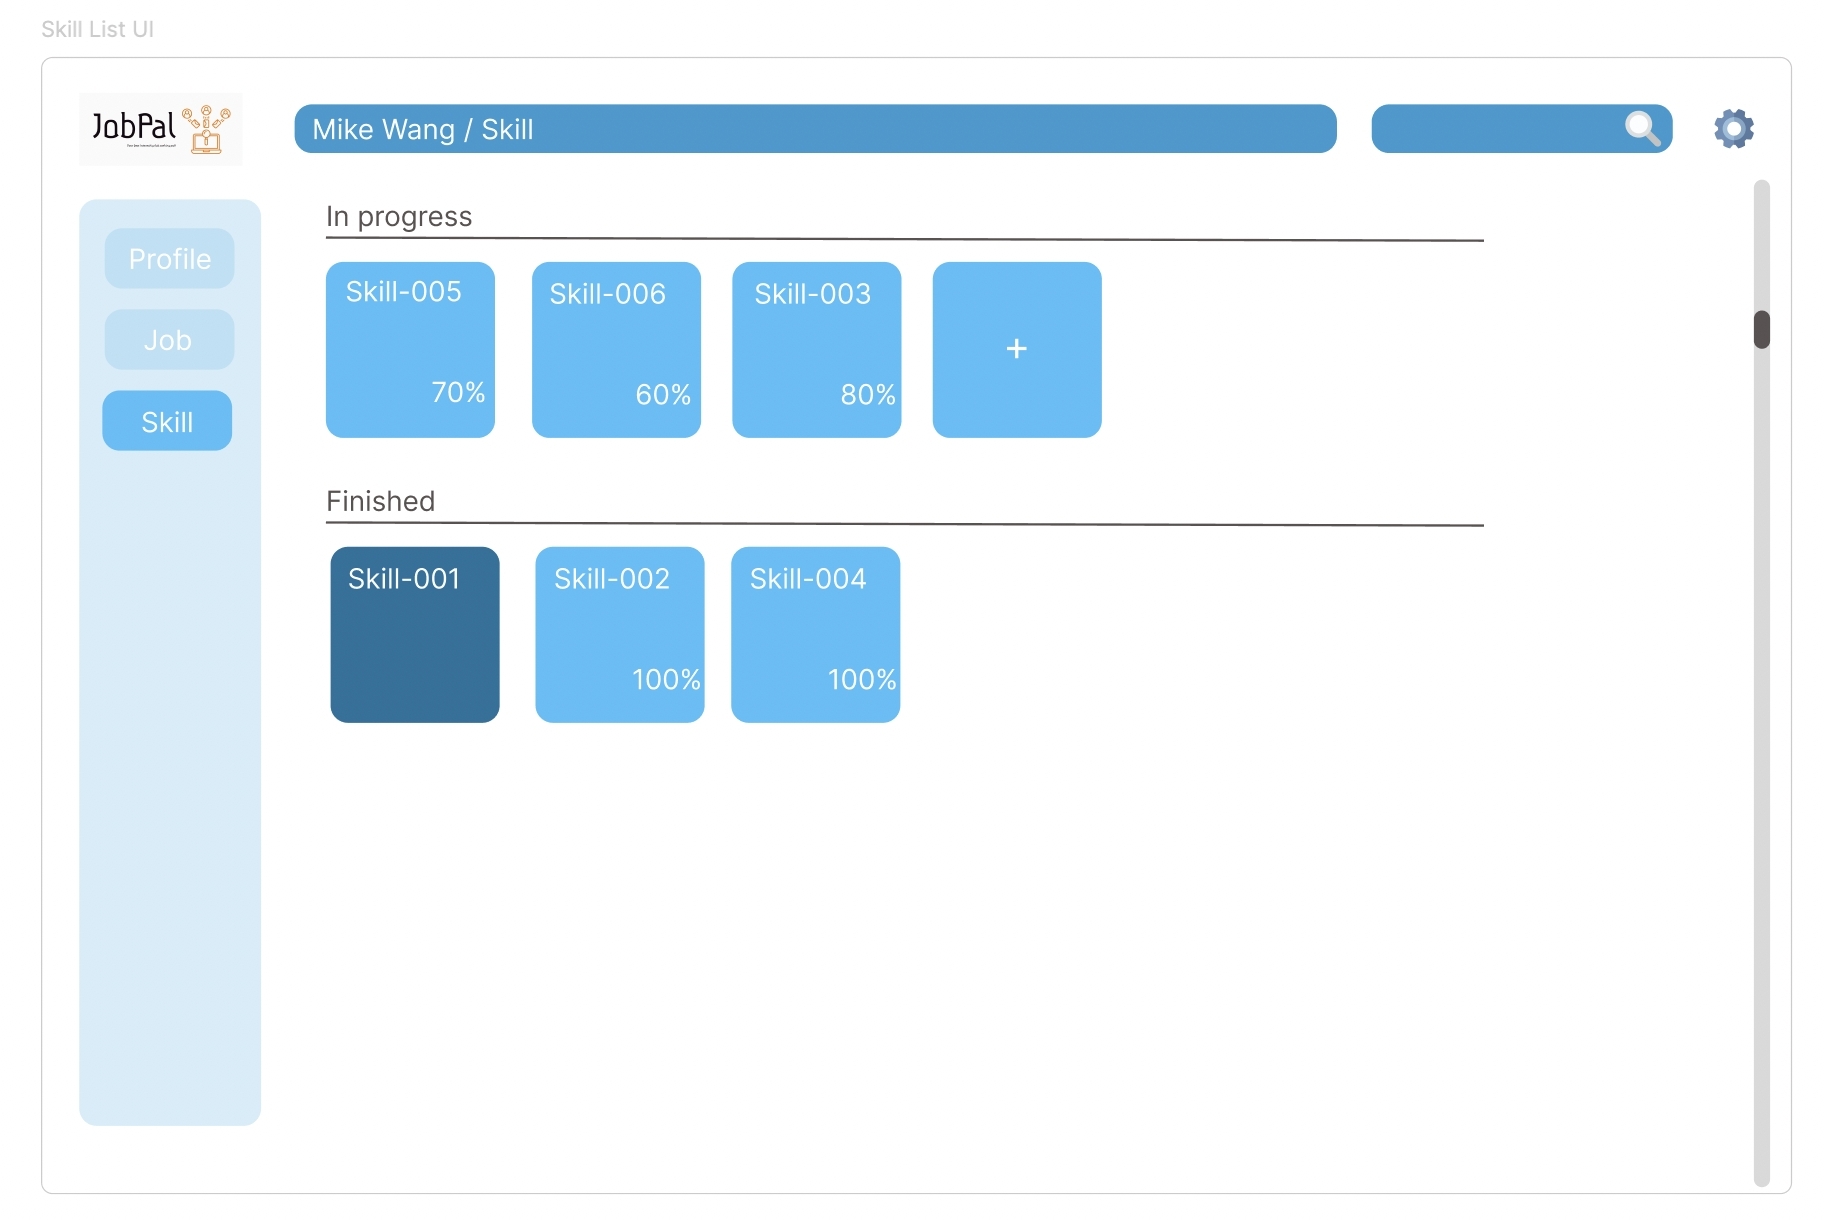 Skill List UI
JobPal
Mike Wang / Skill
Profile
Job
Skill
In progress
Skill-005
70%
Skill-006
60%
Skill-003
80%
+
Finished
Skill-001
Skill-002
100%
Skill-004
100%